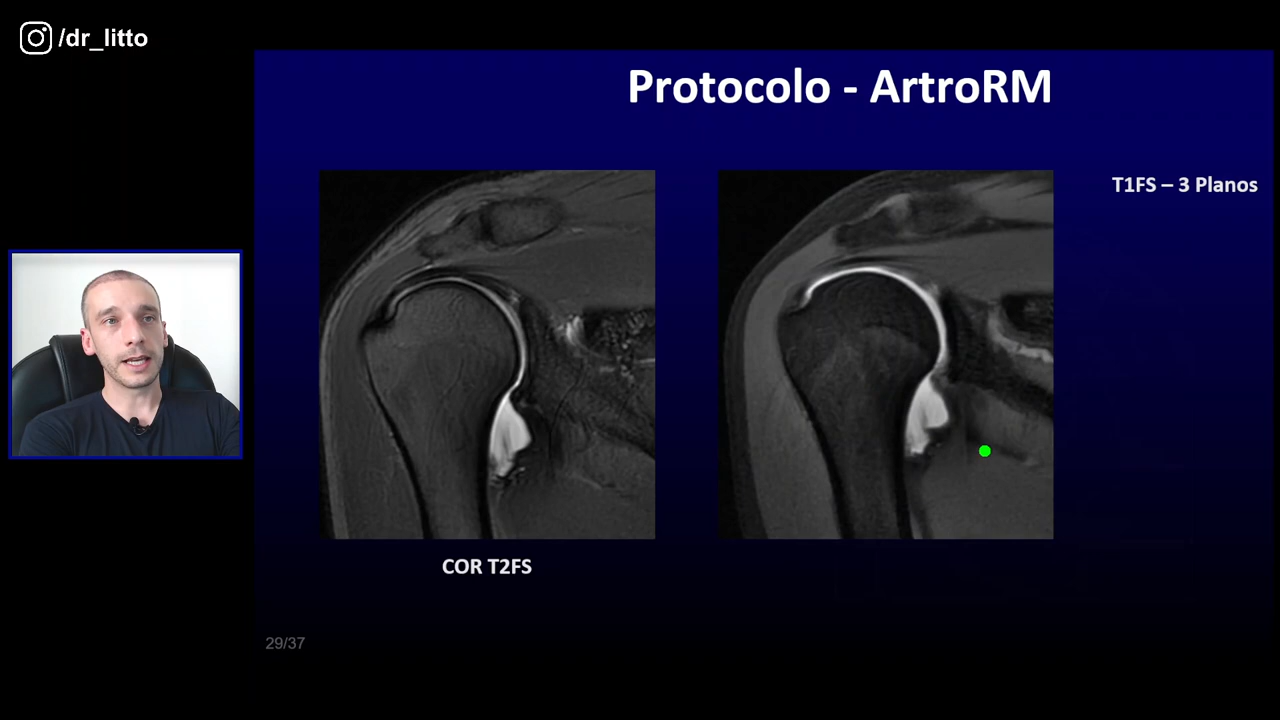 /dr_litto
Protocolo - ArtroRM
T1FS – 3 Planos
COR T2FS
29/37